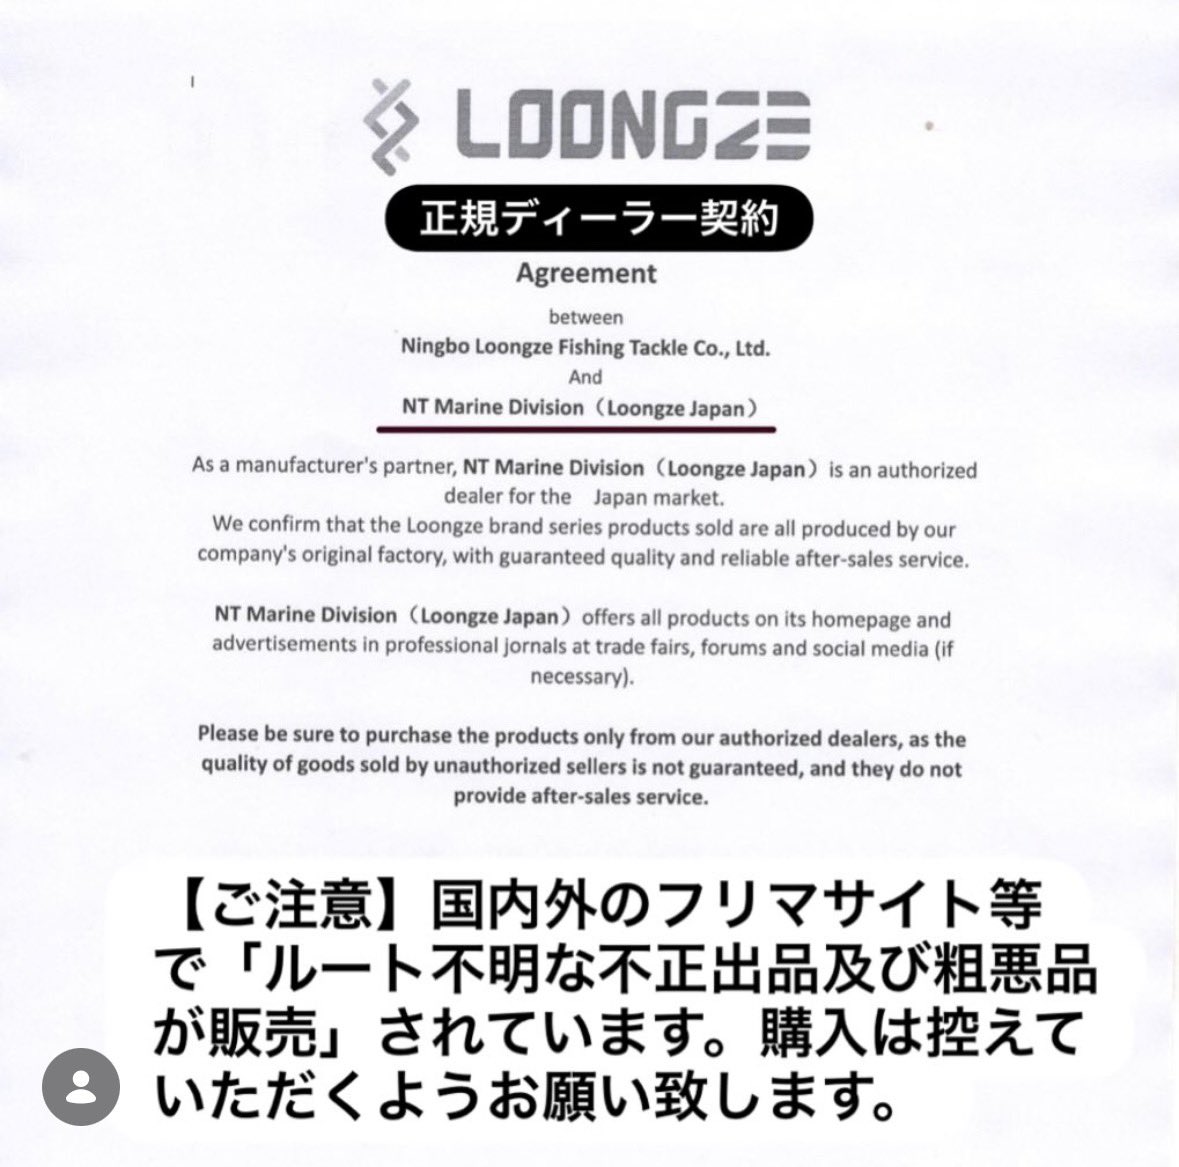 LOONGZE
正規ディーラー契約
Agreement
between
Ningbo Loongze Fishing Tackle Co., Ltd.
And
NT Marine Division（Loongze Japan）
As a manufacturer's partner, NT Marine Division（Loongze Japan）is an authorized
dealer for the Japan market.
We confirm that the Loongze brand series products sold are all produced by our
company's original factory, with guaranteed quality and reliable after-sales service.
NT Marine Division（Loongze Japan）offers all products on its homepage and
advertisements in professional jornals at trade fairs, forums and social media (if
necessary).
Please be sure to purchase the products only from our authorized dealers, as the
quality of goods sold by unauthorized sellers is not guaranteed, and they do not
provide after-sales service.
【ご注意】国内外のフリマサイト等
で「ルート不明な不正出品及び粗悪品
が販売」されています。購入は控えて
いただくようお願い致します。